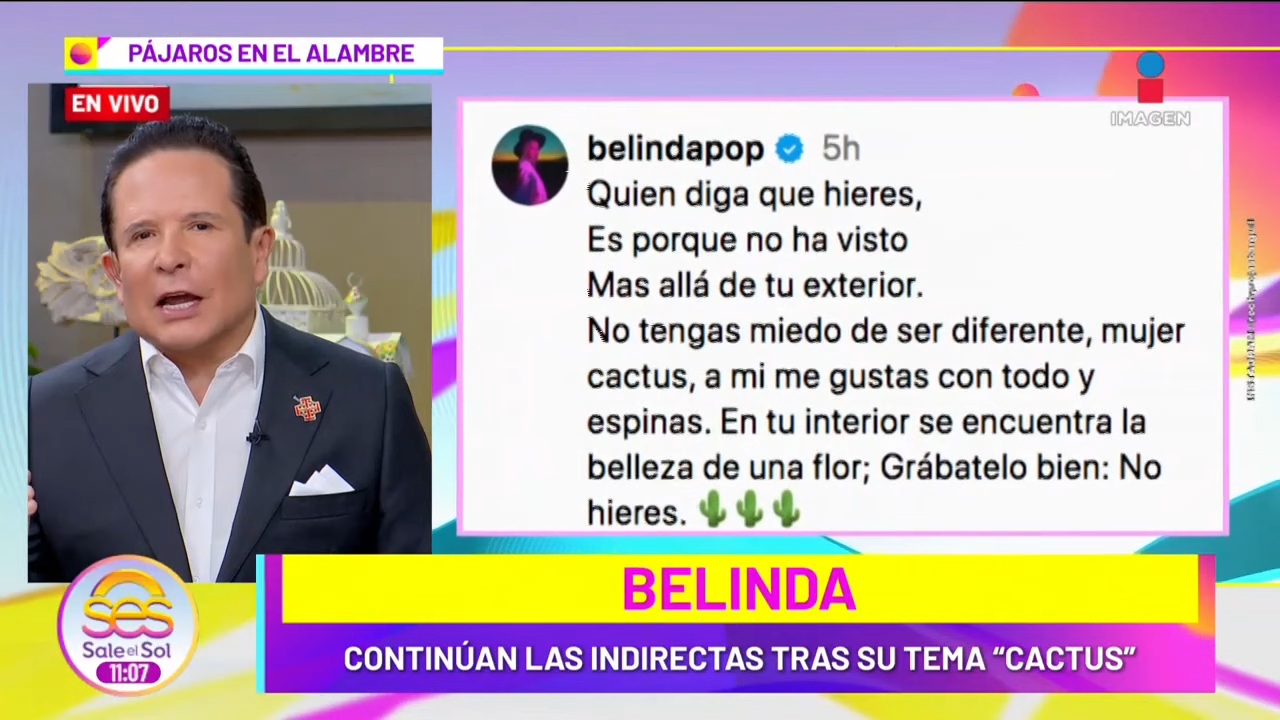 PÁJAROS EN EL ALAMBRE
EN VIVO
IMAGEN
belindapop 5h
Quien diga que hieres,
Es porque no ha visto
Mas allá de tu exterior.
No tengas miedo de ser diferente, mujer
cactus, a mi me gustas con todo y
espinas. En tu interior se encuentra la
belleza de una flor; Grábatelo bien: No
hieres.
BELINDA
CONTINÚAN LAS INDIRECTAS TRAS SU TEMA “CACTUS”
ses
Sale el Sol
11:07